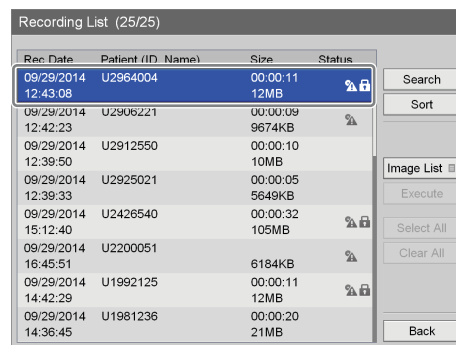 Recording List (25/25)
Rec Date Patient (ID Name) Size Status
09/29/2014 U2964004 00:00:11
12:43:08 12MB
09/29/2014 U2906221 00:00:09
12:42:23 9674KB
09/29/2014 U2912550 00:00:10
12:39:50 10MB
09/29/2014 U2925021 00:00:05
12:39:33 5649KB
09/29/2014 U2426540 00:00:32
15:12:40 105MB
09/29/2014 U2200051
16:45:51 6184KB
09/29/2014 U1992125 00:00:11
14:42:29 12MB
09/29/2014 U1981236 00:00:20
14:36:45 21MB
Search
Sort
Image List
Execute
Select All
Clear All
Back